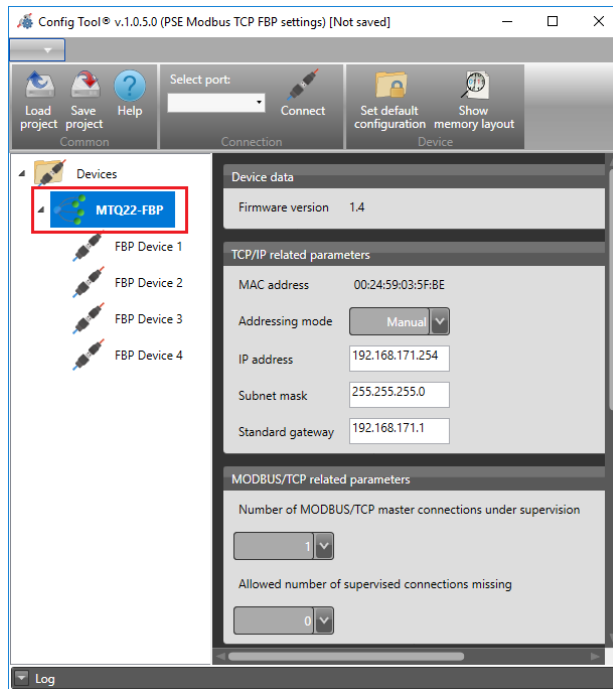 Config Tool® v.1.0.5.0 (PSE Modbus TCP FBP settings) [Not saved]
Load project
Save project
Help
Common
Select port:
Connect
Connection
Set default configuration
Show memory layout
Device
Devices
MTQ22-FBP
FBP Device 1
FBP Device 2
FBP Device 3
FBP Device 4
Device data
Firmware version 1.4
TCP/IP related parameters
MAC address 00:24:59:03:5F:BE
Addressing mode Manual
IP address 192.168.171.254
Subnet mask 255.255.255.0
Standard gateway 192.168.171.1
MODBUS/TCP related parameters
Number of MODBUS/TCP master connections under supervision
1
Allowed number of supervised connections missing
0
Log